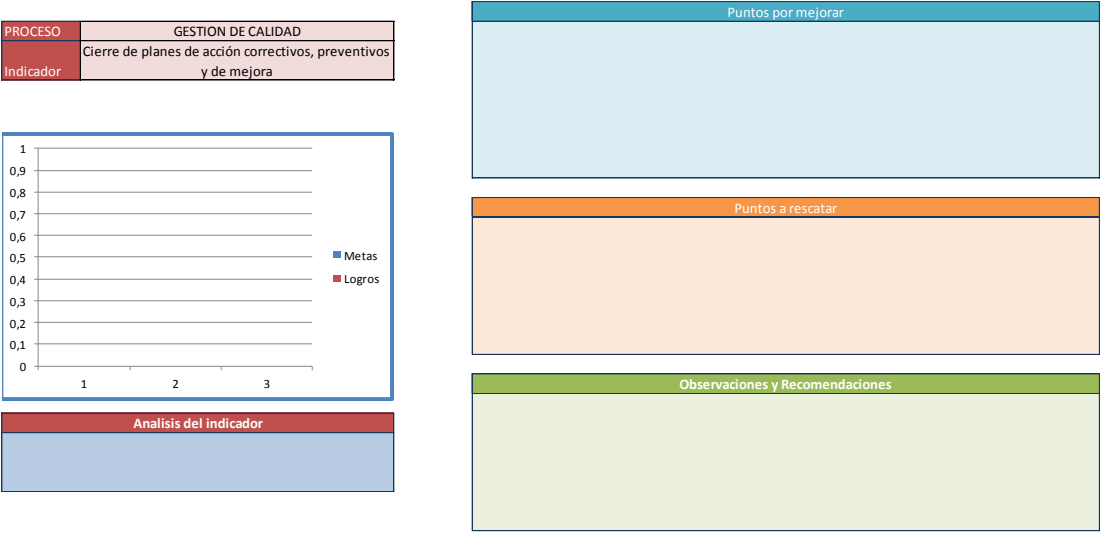 PROCESO GESTION DE CALIDAD
Indicador Cierre de planes de acción correctivos, preventivos
y de mejora
1
0,9
0,8
0,7
0,6
0,5
0,4
0,3
0,2
0,1
0
1 2 3
Metas
Logros
Analisis del indicador
Puntos por mejorar
Puntos a rescatar
Observaciones y Recomendaciones